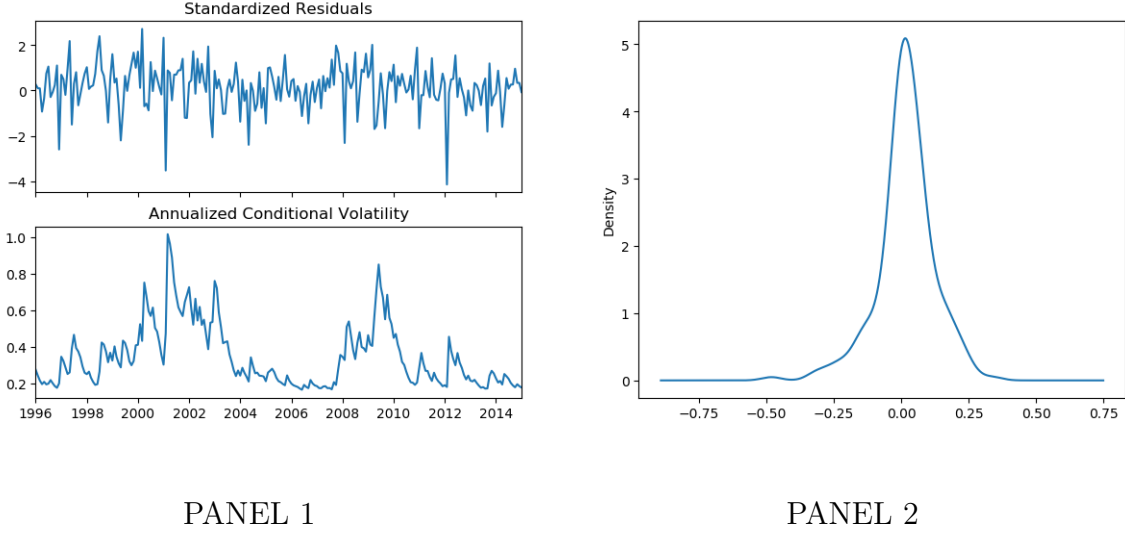 Standardized Residuals
2
0
−2
−4
Annualized Conditional Volatility
1.0
0.8
0.6
0.4
0.2
1996 1998 2000 2002 2004 2006 2008 2010 2012 2014
PANEL 1
Density
5
4
3
2
1
0
−0.75 −0.50 −0.25 0.00 0.25 0.50 0.75
PANEL 2